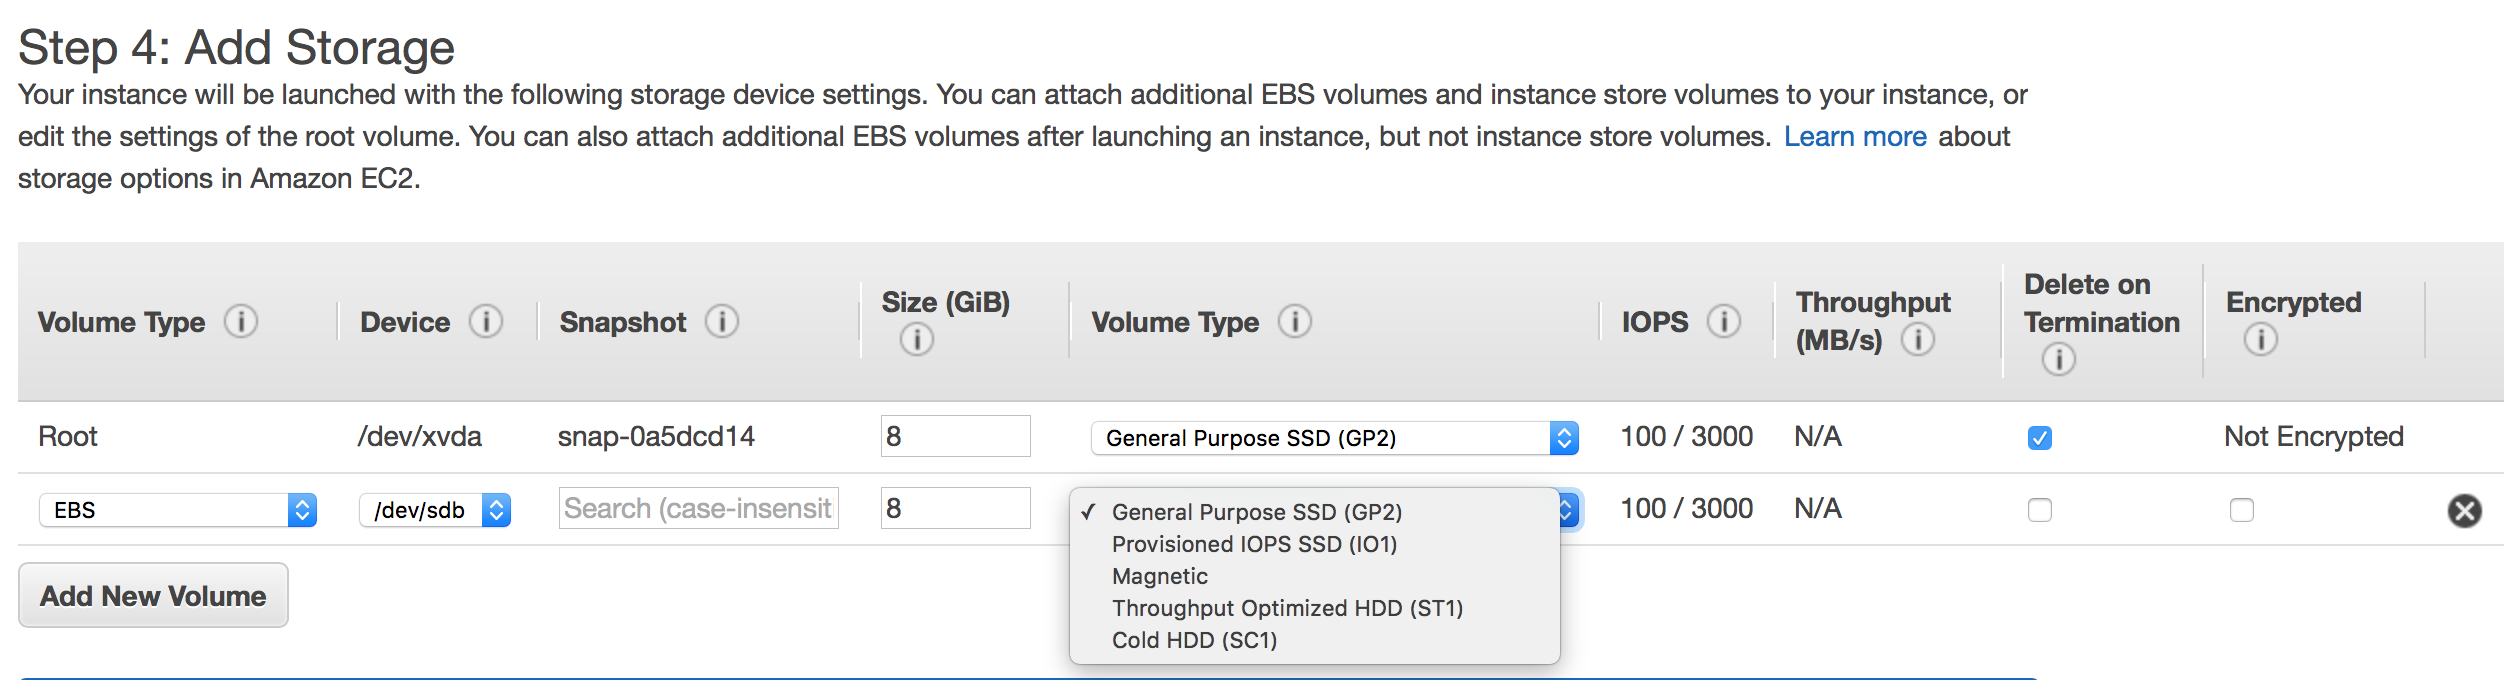 Step 4: Add Storage
Your instance will be launched with the following storage device settings. You can attach additional EBS volumes and instance store volumes to your instance, or
edit the settings of the root volume. You can also attach additional EBS volumes after launching an instance, but not instance store volumes. Learn more about
storage options in Amazon EC2.
Volume Type i Device i Snapshot i Size (GiB) i Volume Type i IOPS i Throughput (MB/s) i Delete on Termination i Encrypted i
Root /dev/xvda snap-0a5dcd14 8 General Purpose SSD (GP2) 100 / 3000 N/A Not Encrypted
EBS /dev/sdb Search (case-insensit 8 General Purpose SSD (GP2) 100 / 3000 N/A
Provisioned IOPS SSD (IO1)
Magnetic
Throughput Optimized HDD (ST1)
Cold HDD (SC1)
Add New Volume